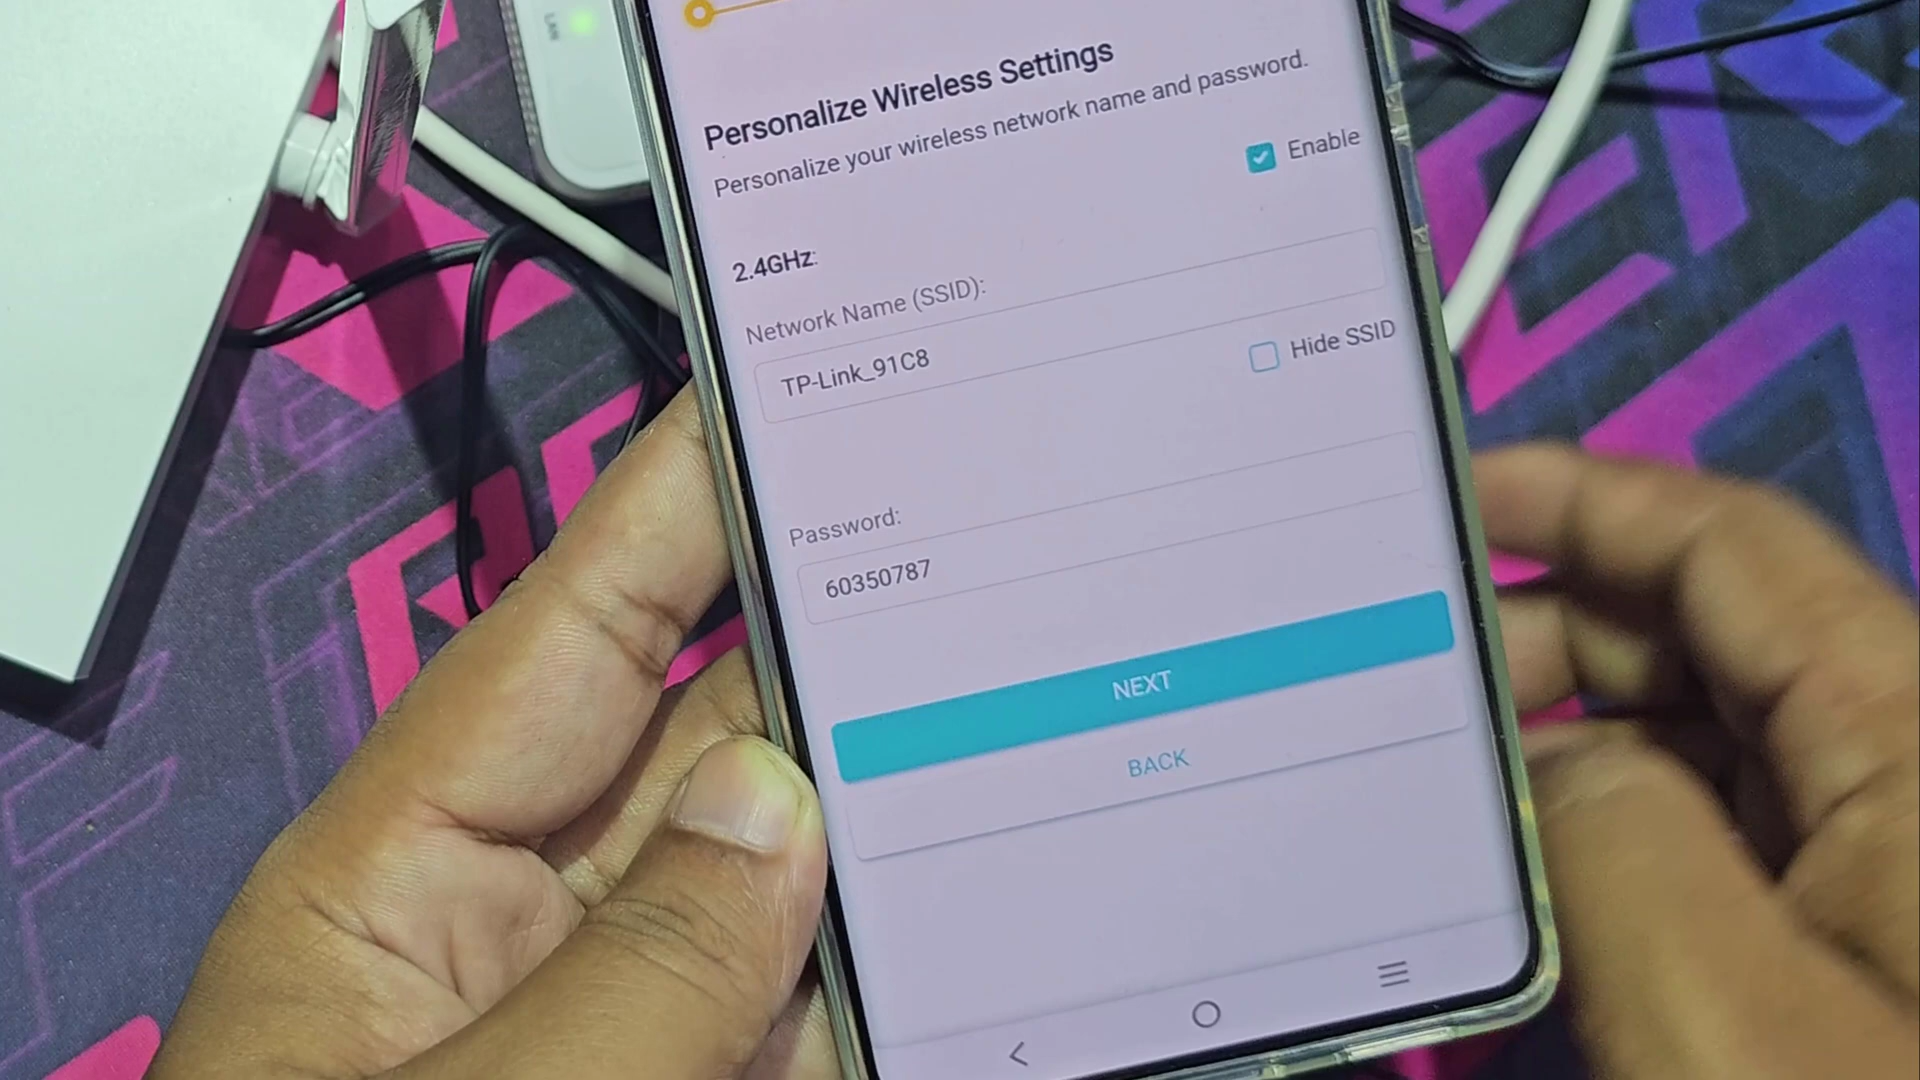 LAN
Personalize Wireless Settings
Personalize your wireless network name and password.
Enable
2.4GHz:
Network Name (SSID):
TP-Link_91C8
Hide SSID
Password:
60350787
NEXT
BACK